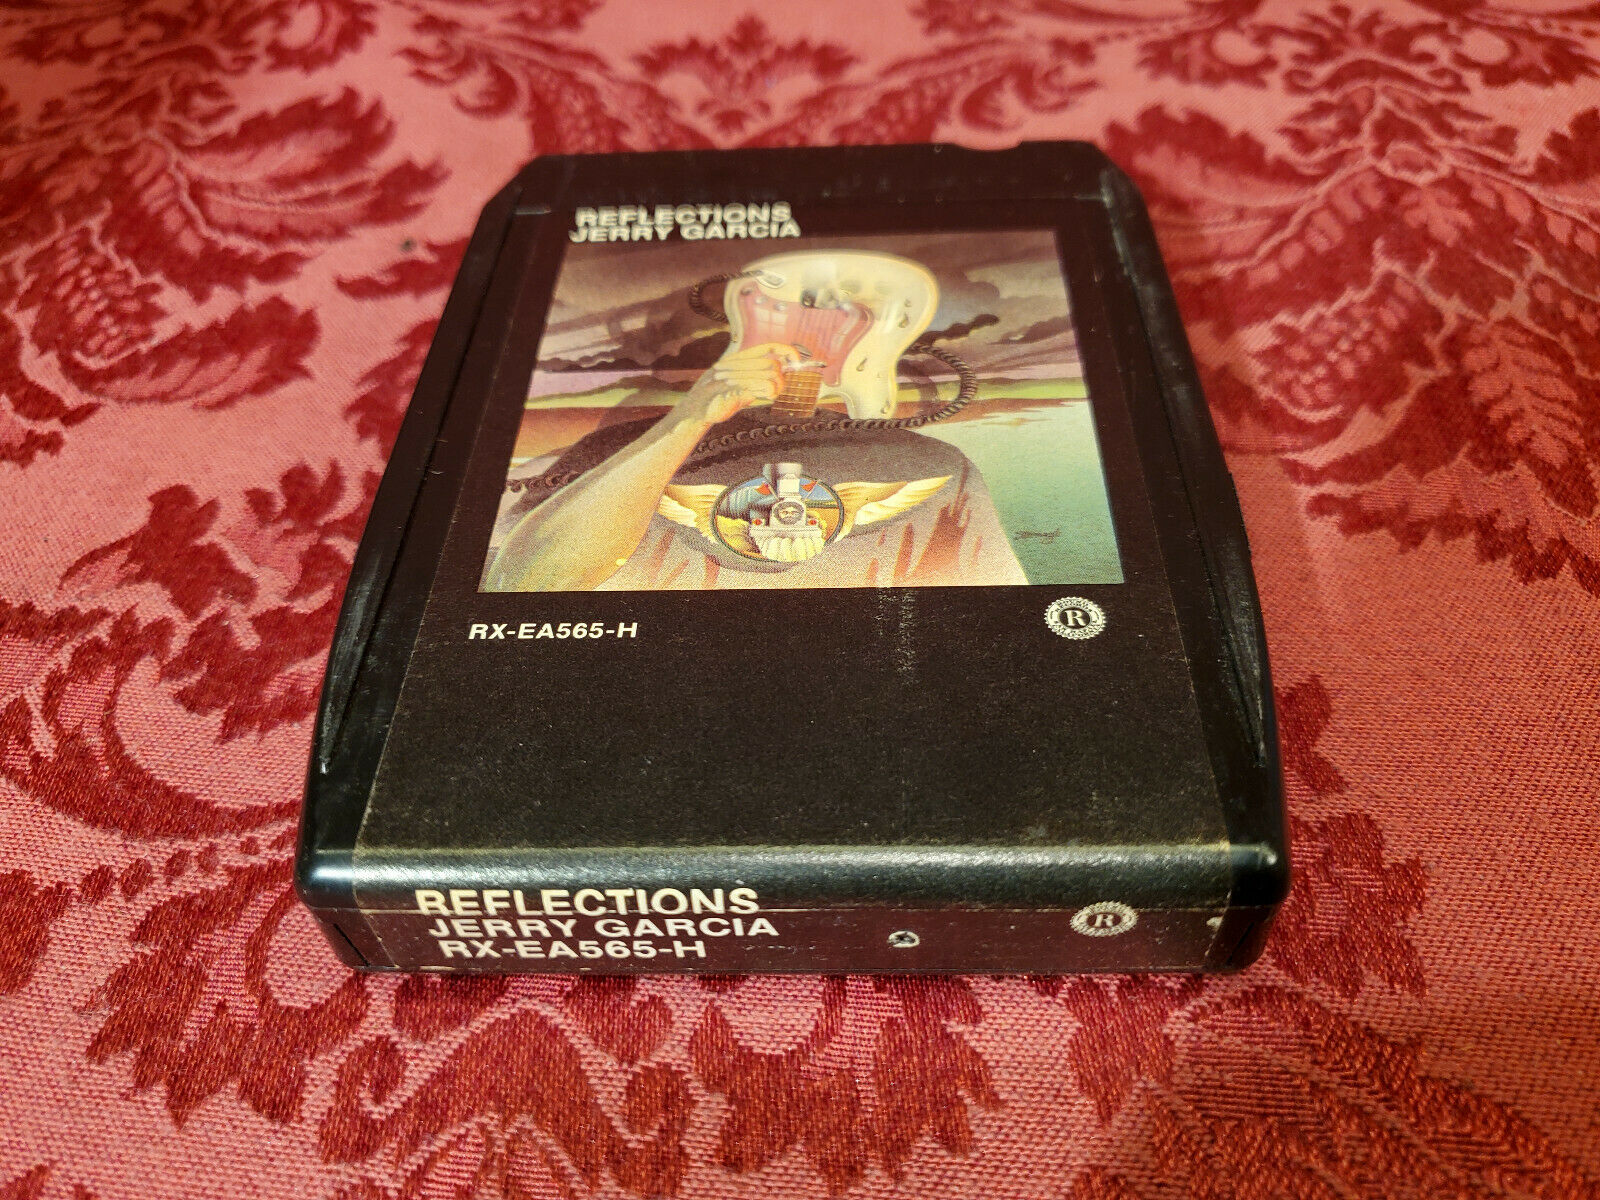 REFLECTIONS
JERRY GARCIA
RX-EA565-H
R
REFLECTIONS
JERRY GARCIA
RX-EA565-H
R